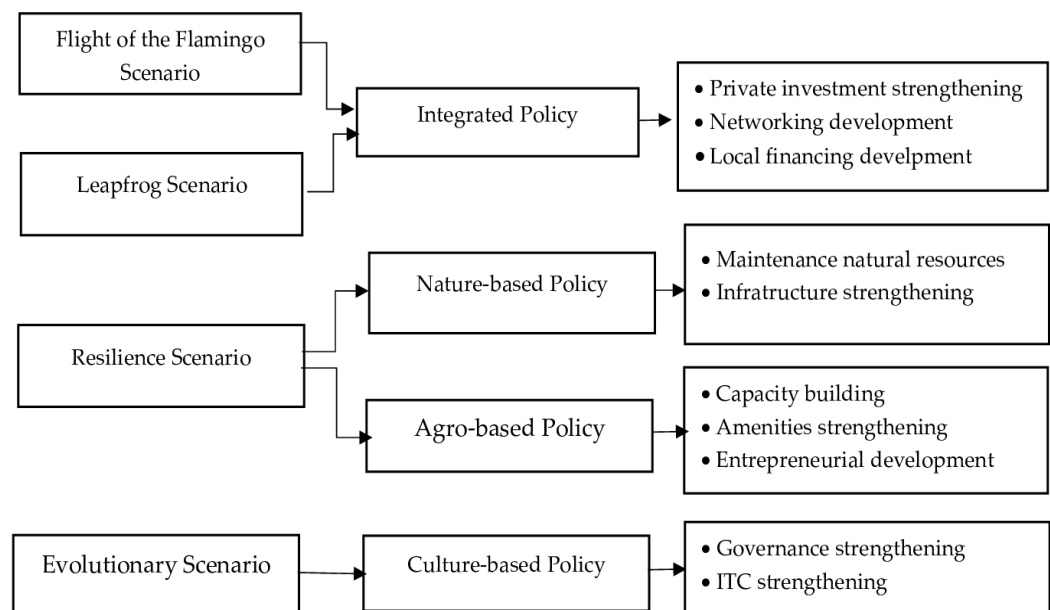 Flight of the Flamingo
Scenario
Leapfrog Scenario
Integrated Policy
• Private investment strengthening
• Networking development
• Local financing develpment
Resilience Scenario
Nature-based Policy
• Maintenance natural resources
• Infratructure strengthening
Agro-based Policy
• Capacity building
• Amenities strengthening
• Entrepreneurial development
Evolutionary Scenario
Culture-based Policy
• Governance strengthening
• ITC strengthening